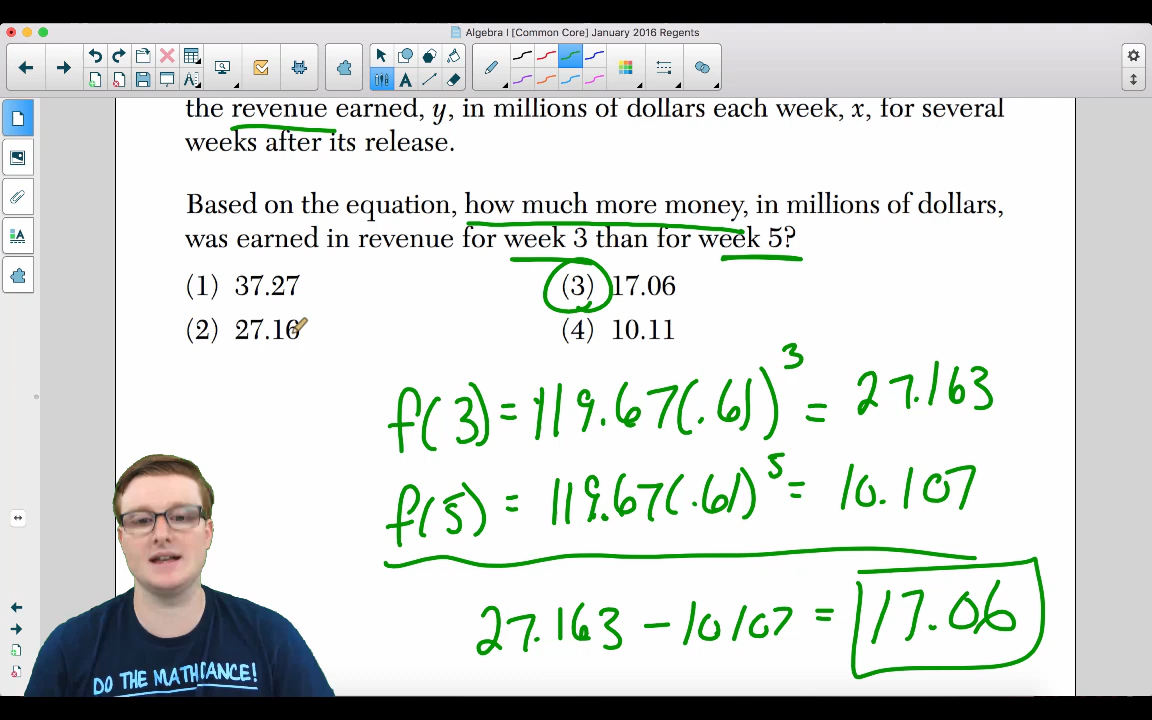 Algebra I [Common Core] January 2016 Regents
the revenue earned, y, in millions of dollars each week, x, for several
weeks after its release.
Based on the equation, how much more money, in millions of dollars,
was earned in revenue for week 3 than for week 5?
(1) 37.27 (3) 17.06
(2) 27.16 (4) 10.11
f(3) = 119.67(.61)³ = 27.163
f(5) = 119.67(.61)⁵ = 10.107
27.163 - 10107 = 17.06
DO THE MATH DANCE!